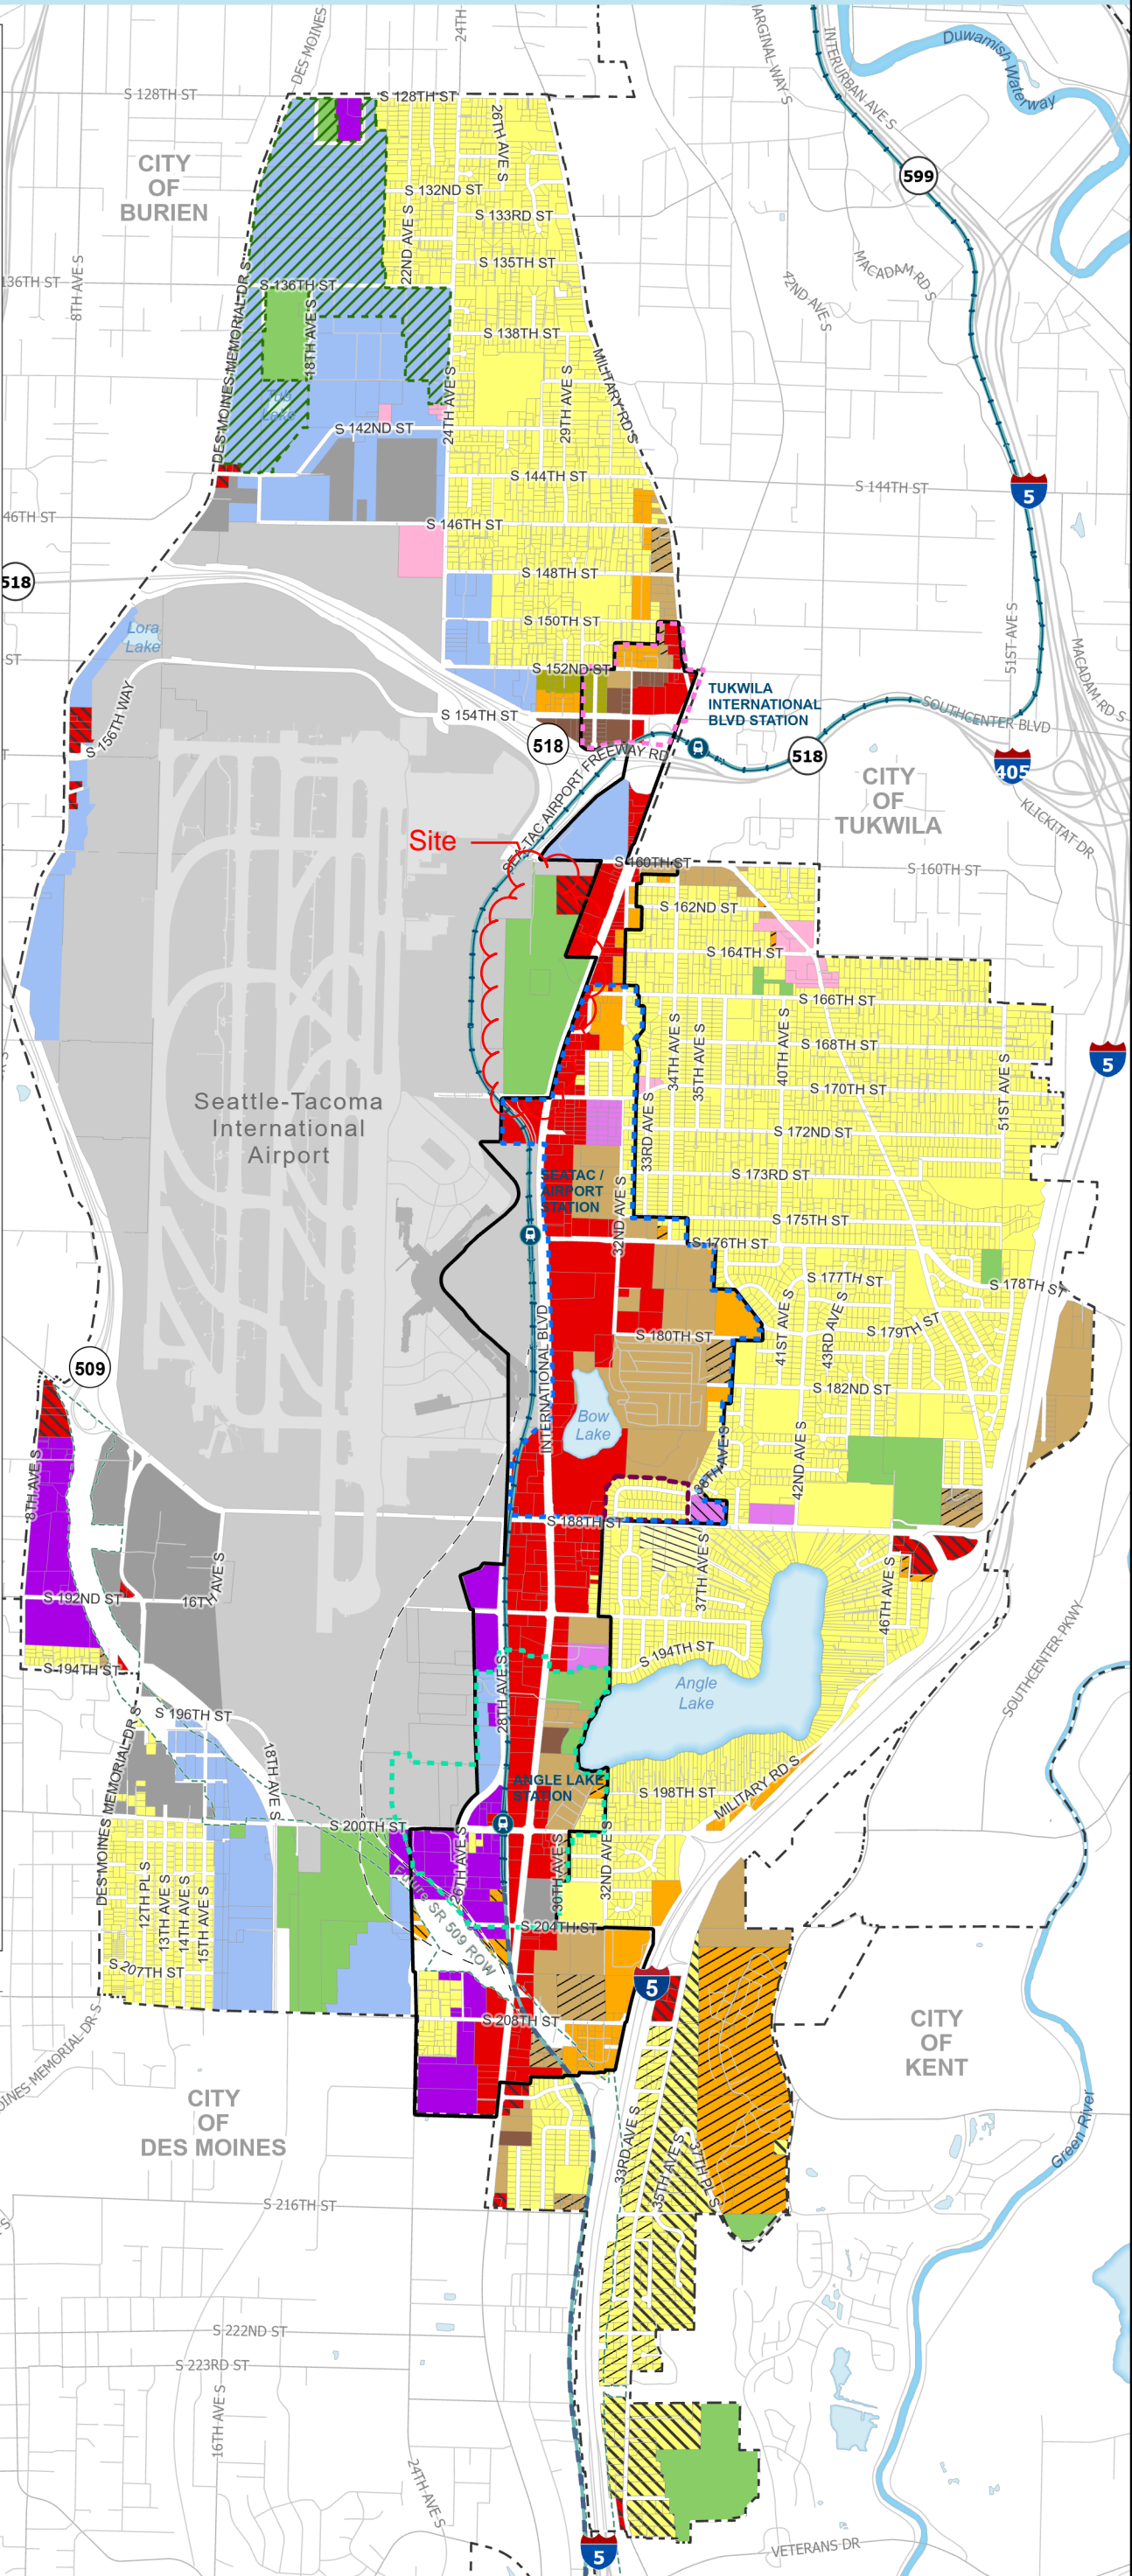 DES MOINES
24TH
S 128TH ST
S 128TH ST
26TH AVE S
INTERURBAN AVE S
Duwamish Waterway
599
CITY
OF
BURIEN
S 132ND ST
S 133RD ST
22ND AVE S
S 135TH ST
8TH AVE S
136TH ST
S 136TH ST
MACADAM RD S
42ND AVE S
DES MOINES MEMORIAL DR S
18TH AVE S
S 138TH ST
MILITARY RD S
24TH AVE S
29TH AVE S
S 142ND ST
S 144TH ST
S 144TH ST
5
46TH ST
S 146TH ST
S 148TH ST
518
S 150TH ST
51ST AVE S
Lora
Lake
MACADAM RD S
ST
S 152ND ST
S 156TH WAY
S 154TH ST
TUKWILA
INTERNATIONAL
BLVD STATION
SOUTHCENTER BLVD
518
518
405
SEA-TAC AIRPORT FREEWAY RD
CITY
OF
TUKWILA
KLICKITAT DR
Site
S 160TH ST
S 160TH ST
S 162ND ST
S 164TH ST
S 166TH ST
34TH AVE S
35TH AVE S
40TH AVE S
S 168TH ST
51ST AVE S
5
S 170TH ST
Seattle-Tacoma
International
Airport
33RD AVE S
S 172ND ST
S 173RD ST
SEATAC /
AIRPORT
STATION
32ND AVE S
S 175TH ST
S 176TH ST
S 177TH ST
S 178TH ST
41ST AVE S
43RD AVE S
S 179TH ST
S 180TH ST
INTERNATIONAL BLVD
509
S 182ND ST
Bow
Lake
42ND AVE S
38TH AVE S
8TH AVE S
S 188TH ST
37TH AVE S
46TH AVE S
16TH AVE S
S 192ND ST
S 194TH ST
S 194TH ST
SOUTHCENTER PKWY
Angle
Lake
28TH AVE S
S 196TH ST
DES MOINES MEMORIAL DR S
18TH AVE S
ANGLE LAKE
STATION
S 198TH ST
MILITARY RD S
S 200TH ST
26TH AVE S
30TH AVE S
32ND AVE S
12TH PL S
13TH AVE S
14TH AVE S
15TH AVE S
Future SR 509 ROW
S 204TH ST
S 207TH ST
5
S 208TH ST
CITY
OF
KENT
CITY
OF
DES MOINES
Green River
33RD AVE S
35TH AVE S
37TH PL S
S 216TH ST
S 222ND ST
S 223RD ST
16TH AVE S
24TH AVE S
5
VETERANS DR